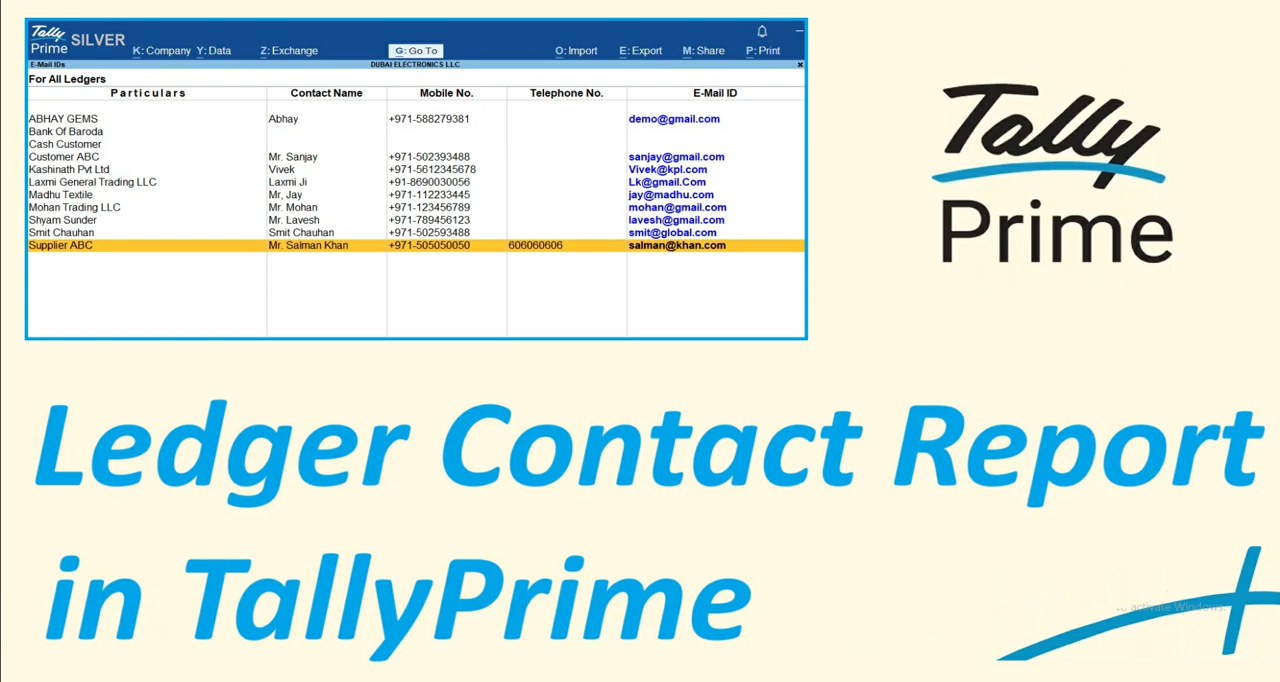 Tally
Prime SILVER
K: Company Y: Data Z: Exchange G: Go To O: Import E: Export M: Share P: Print
E-Mail IDs DUBAI ELECTRONICS LLC
For All Ledgers
Particulars Contact Name Mobile No. Telephone No. E-Mail ID
ABHAY GEMS Abhay +971-588279381 demo@gmail.com
Bank Of Baroda
Cash Customer
Customer ABC Mr. Sanjay +971-502393488 sanjay@gmail.com
Kashinath Pvt Ltd Vivek +971-5612345678 Vivek@kpl.com
Laxmi General Trading LLC Laxmi Ji +91-8690030056 Lk@gmail.Com
Madhu Textile Mr, Jay +971-112233445 jay@madhu.com
Mohan Trading LLC Mr. Mohan +971-123456789 mohan@gmail.com
Shyam Sunder Mr. Lavesh +971-789456123 lavesh@gmail.com
Smit Chauhan Smit Chauhan +971-502593488 smit@global.com
Supplier ABC Mr. Salman Khan +971-505050050 606060606 salman@khan.com
Tally
Prime
Ledger Contact Report
in TallyPrime
to activate Windows.